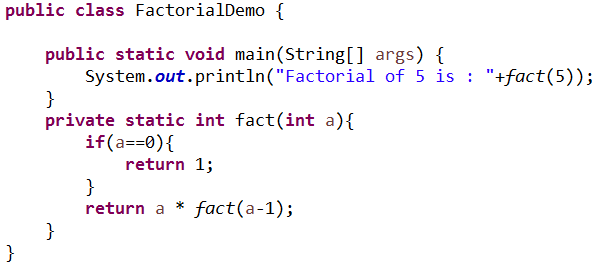 public class FactorialDemo {
public static void main(String[] args) {
System.out.println("Factorial of 5 is : "+fact(5));
}
private static int fact(int a){
if(a==0){
return 1;
}
return a * fact(a-1);
}
}